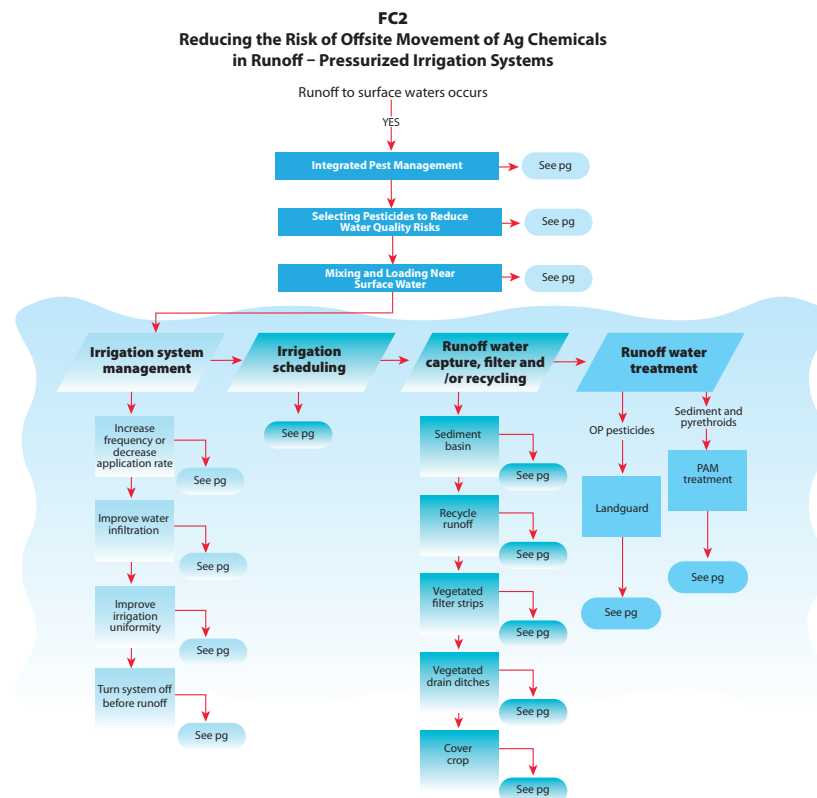 FC2
Reducing the Risk of Offsite Movement of Ag Chemicals
in Runoff – Pressurized Irrigation Systems
Runoff to surface waters occurs
YES
Integrated Pest Management
See pg
Selecting Pesticides to Reduce
Water Quality Risks
See pg
Mixing and Loading Near
Surface Water
See pg
Irrigation system
management
Irrigation
scheduling
Runoff water
capture, filter and
/or recycling
Runoff water
treatment
Increase
frequency or
decrease
application rate
See pg
Improve water
infiltration
See pg
Improve
irrigation
uniformity
See pg
Turn system off
before runoff
See pg
See pg
Sediment
basin
See pg
Recycle
runoff
See pg
Vegetated
filter strips
See pg
Vegetated
drain ditches
See pg
Cover
crop
See pg
OP pesticides
Landguard
See pg
Sediment and
pyrethroids
PAM
treatment
See pg